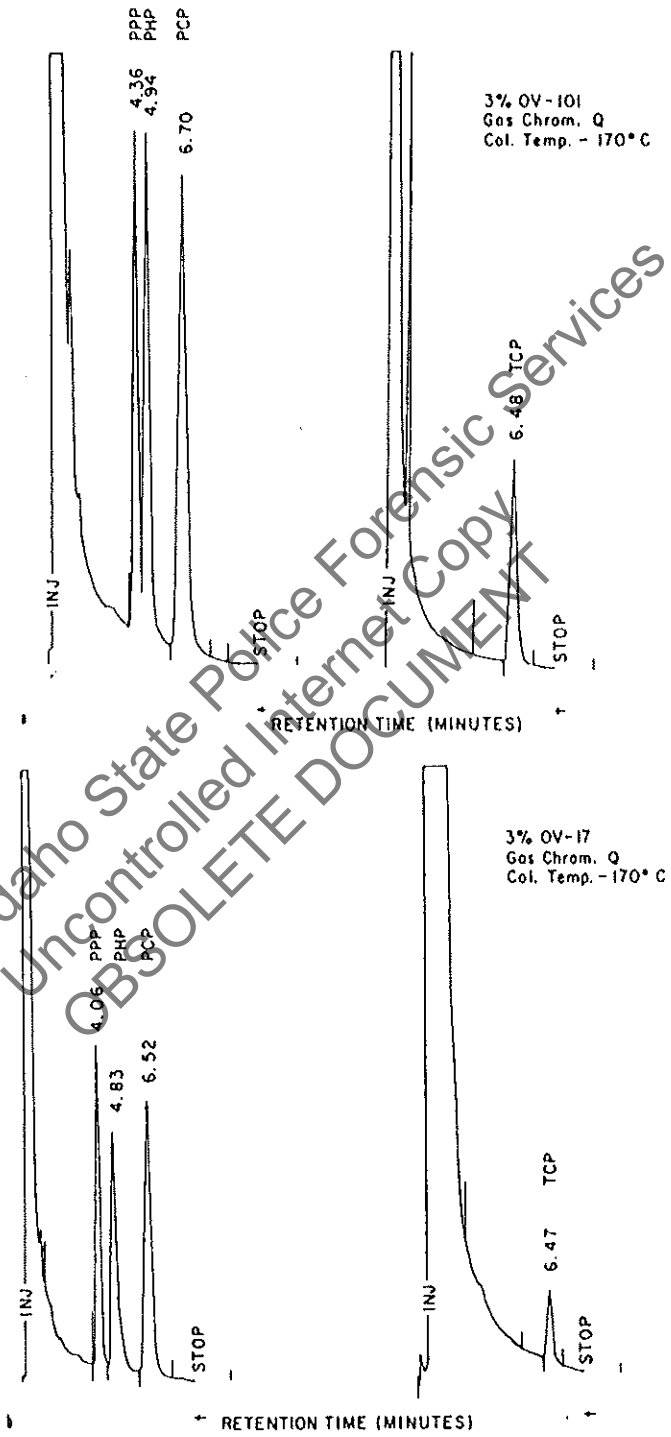 4.36 PPP
4.94 PHP
6.70 PCP
INJ
STOP
3% OV-101
Gas Chrom. Q
Col. Temp. - 170° C
6.48 TCP
INJ
STOP
RETENTION TIME (MINUTES)
4.06 PPP
4.83 PHP
6.52 PCP
INJ
STOP
3% OV-17
Gas Chrom. Q
Col. Temp. - 170° C
6.47 TCP
INJ
STOP
RETENTION TIME (MINUTES)
Idaho State Police Forensic Services
Uncontrolled Internet Copy
OBSOLETE DOCUMENT